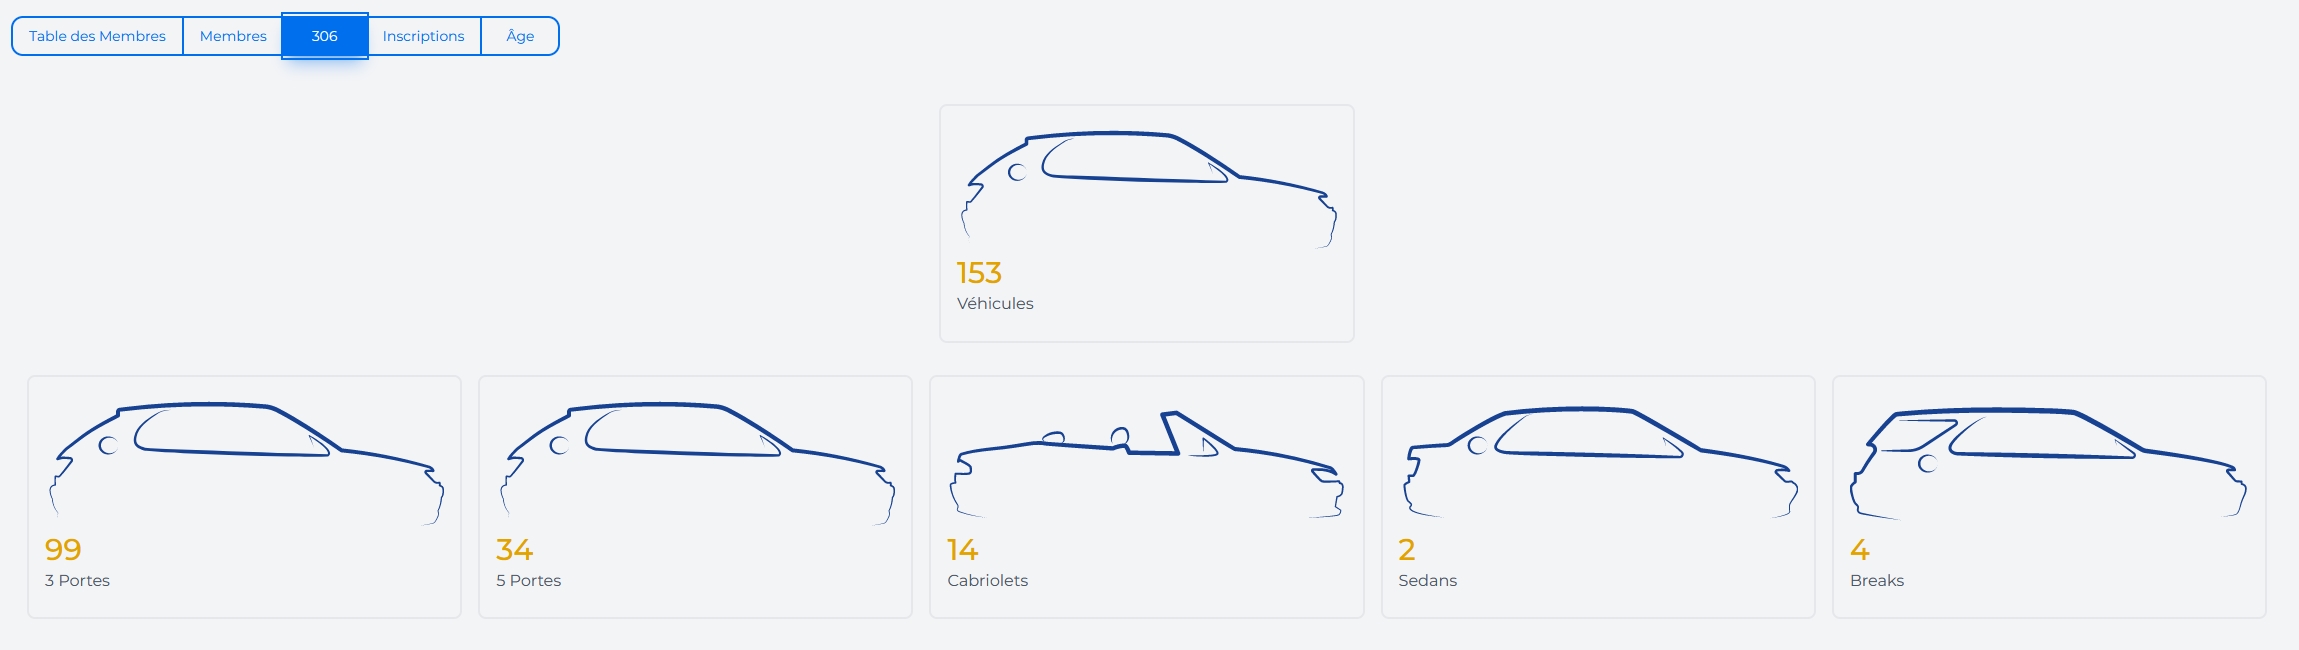 Table des Membres
Membres
306
Inscriptions
Âge
153
Véhicules
99
3 Portes
34
5 Portes
14
Cabriolets
2
Sedans
4
Breaks